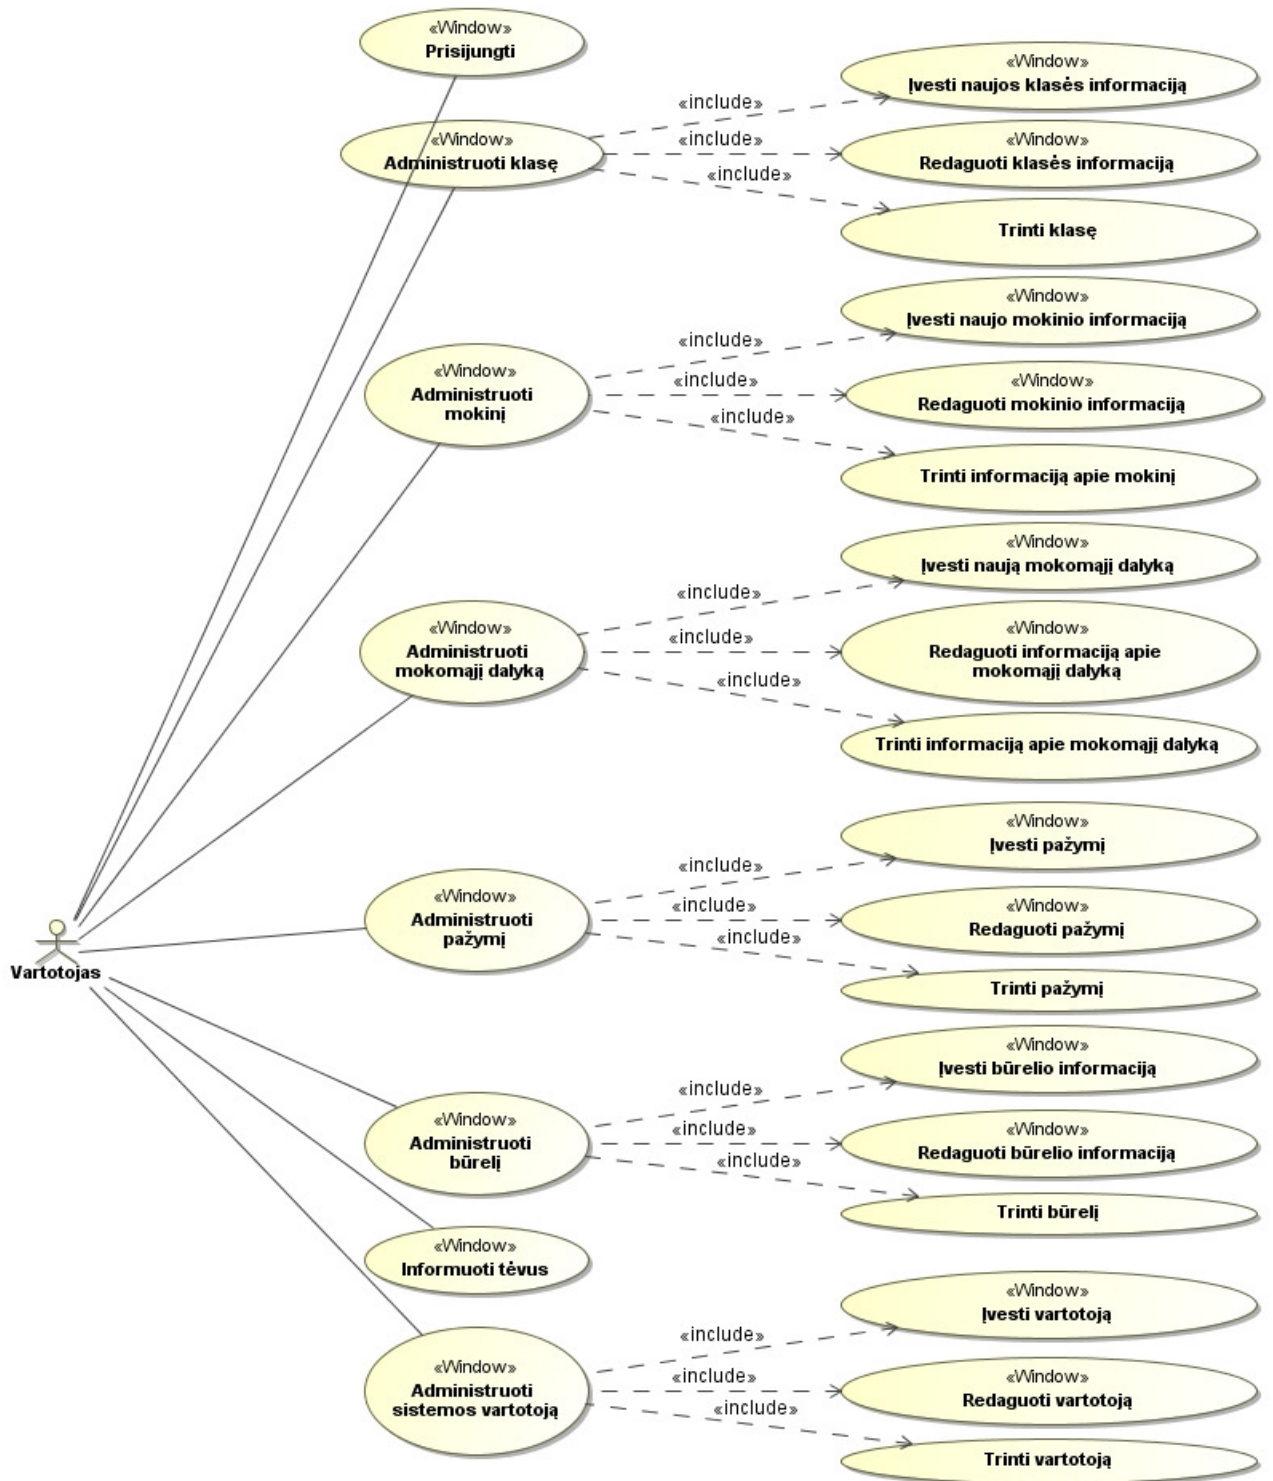 «Window»
Prisijungti
«Window»
Administruoti klasę
«include»
«include»
«include»
«Window»
Įvesti naujos klasės informaciją
«Window»
Redaguoti klasės informaciją
Trinti klasę
«Window»
Administruoti
mokinį
«include»
«include»
«include»
«Window»
Įvesti naujo mokinio informaciją
«Window»
Redaguoti mokinio informaciją
Trinti informaciją apie mokinį
«Window»
Administruoti
mokomąjį dalyką
«include»
«include»
«include»
«Window»
Įvesti naują mokomąjį dalyką
«Window»
Redaguoti informaciją apie
mokomąjį dalyką
Trinti informaciją apie mokomąjį dalyką
Vartotojas
«Window»
Administruoti
pažymį
«include»
«include»
«include»
«Window»
Įvesti pažymį
«Window»
Redaguoti pažymį
Trinti pažymį
«Window»
Administruoti
būrelį
«include»
«include»
«include»
«Window»
Įvesti būrelio informaciją
«Window»
Redaguoti būrelio informaciją
Trinti būrelį
«Window»
Informuoti tėvus
«Window»
Administruoti
sistemos vartotoją
«include»
«include»
«include»
«Window»
Įvesti vartotoją
«Window»
Redaguoti vartotoją
Trinti vartotoją